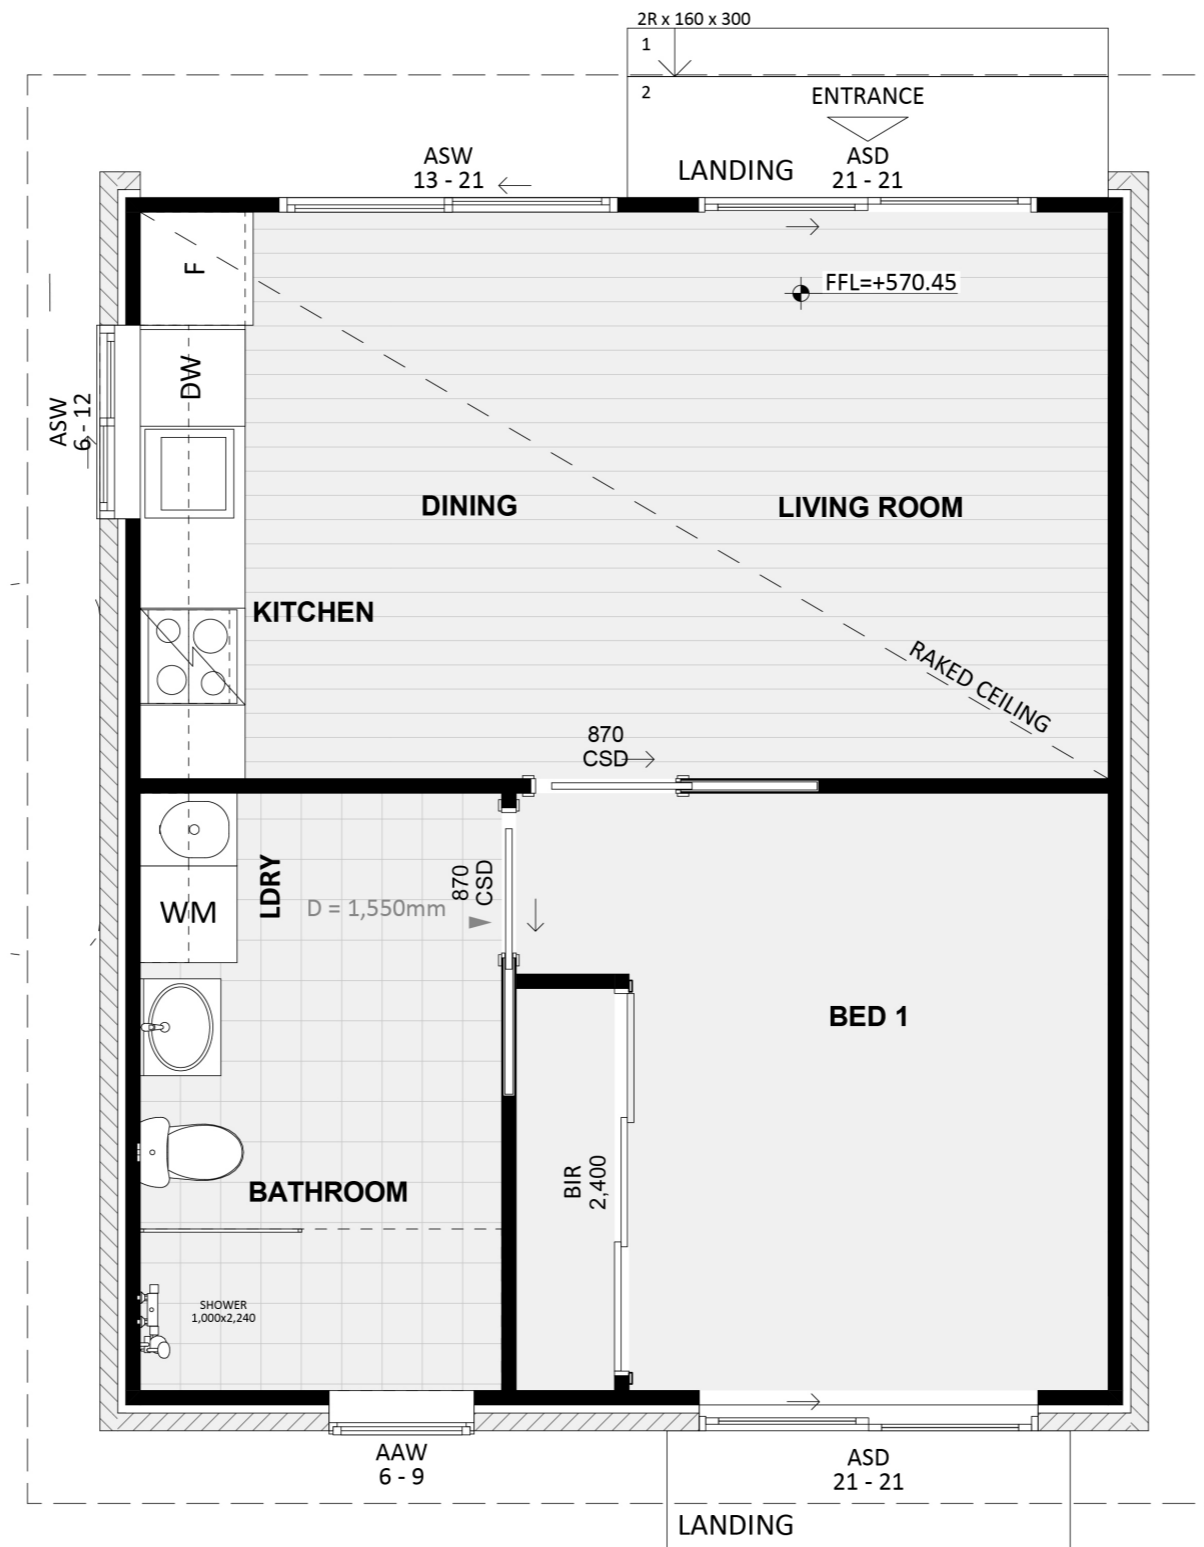 2R x 160 x 300
1
2
ENTRANCE
LANDING
ASD
21 - 21
ASW
13 - 21
F
FFL=+570.45
DW
ASW
6 - 12
DINING
LIVING ROOM
KITCHEN
RAKED CEILING
870
CSD
LDRY
WM
D = 1,550mm
870
CSD
BED 1
BIR
2,400
BATHROOM
SHOWER
1,000x2,240
AAW
6 - 9
ASD
21 - 21
LANDING